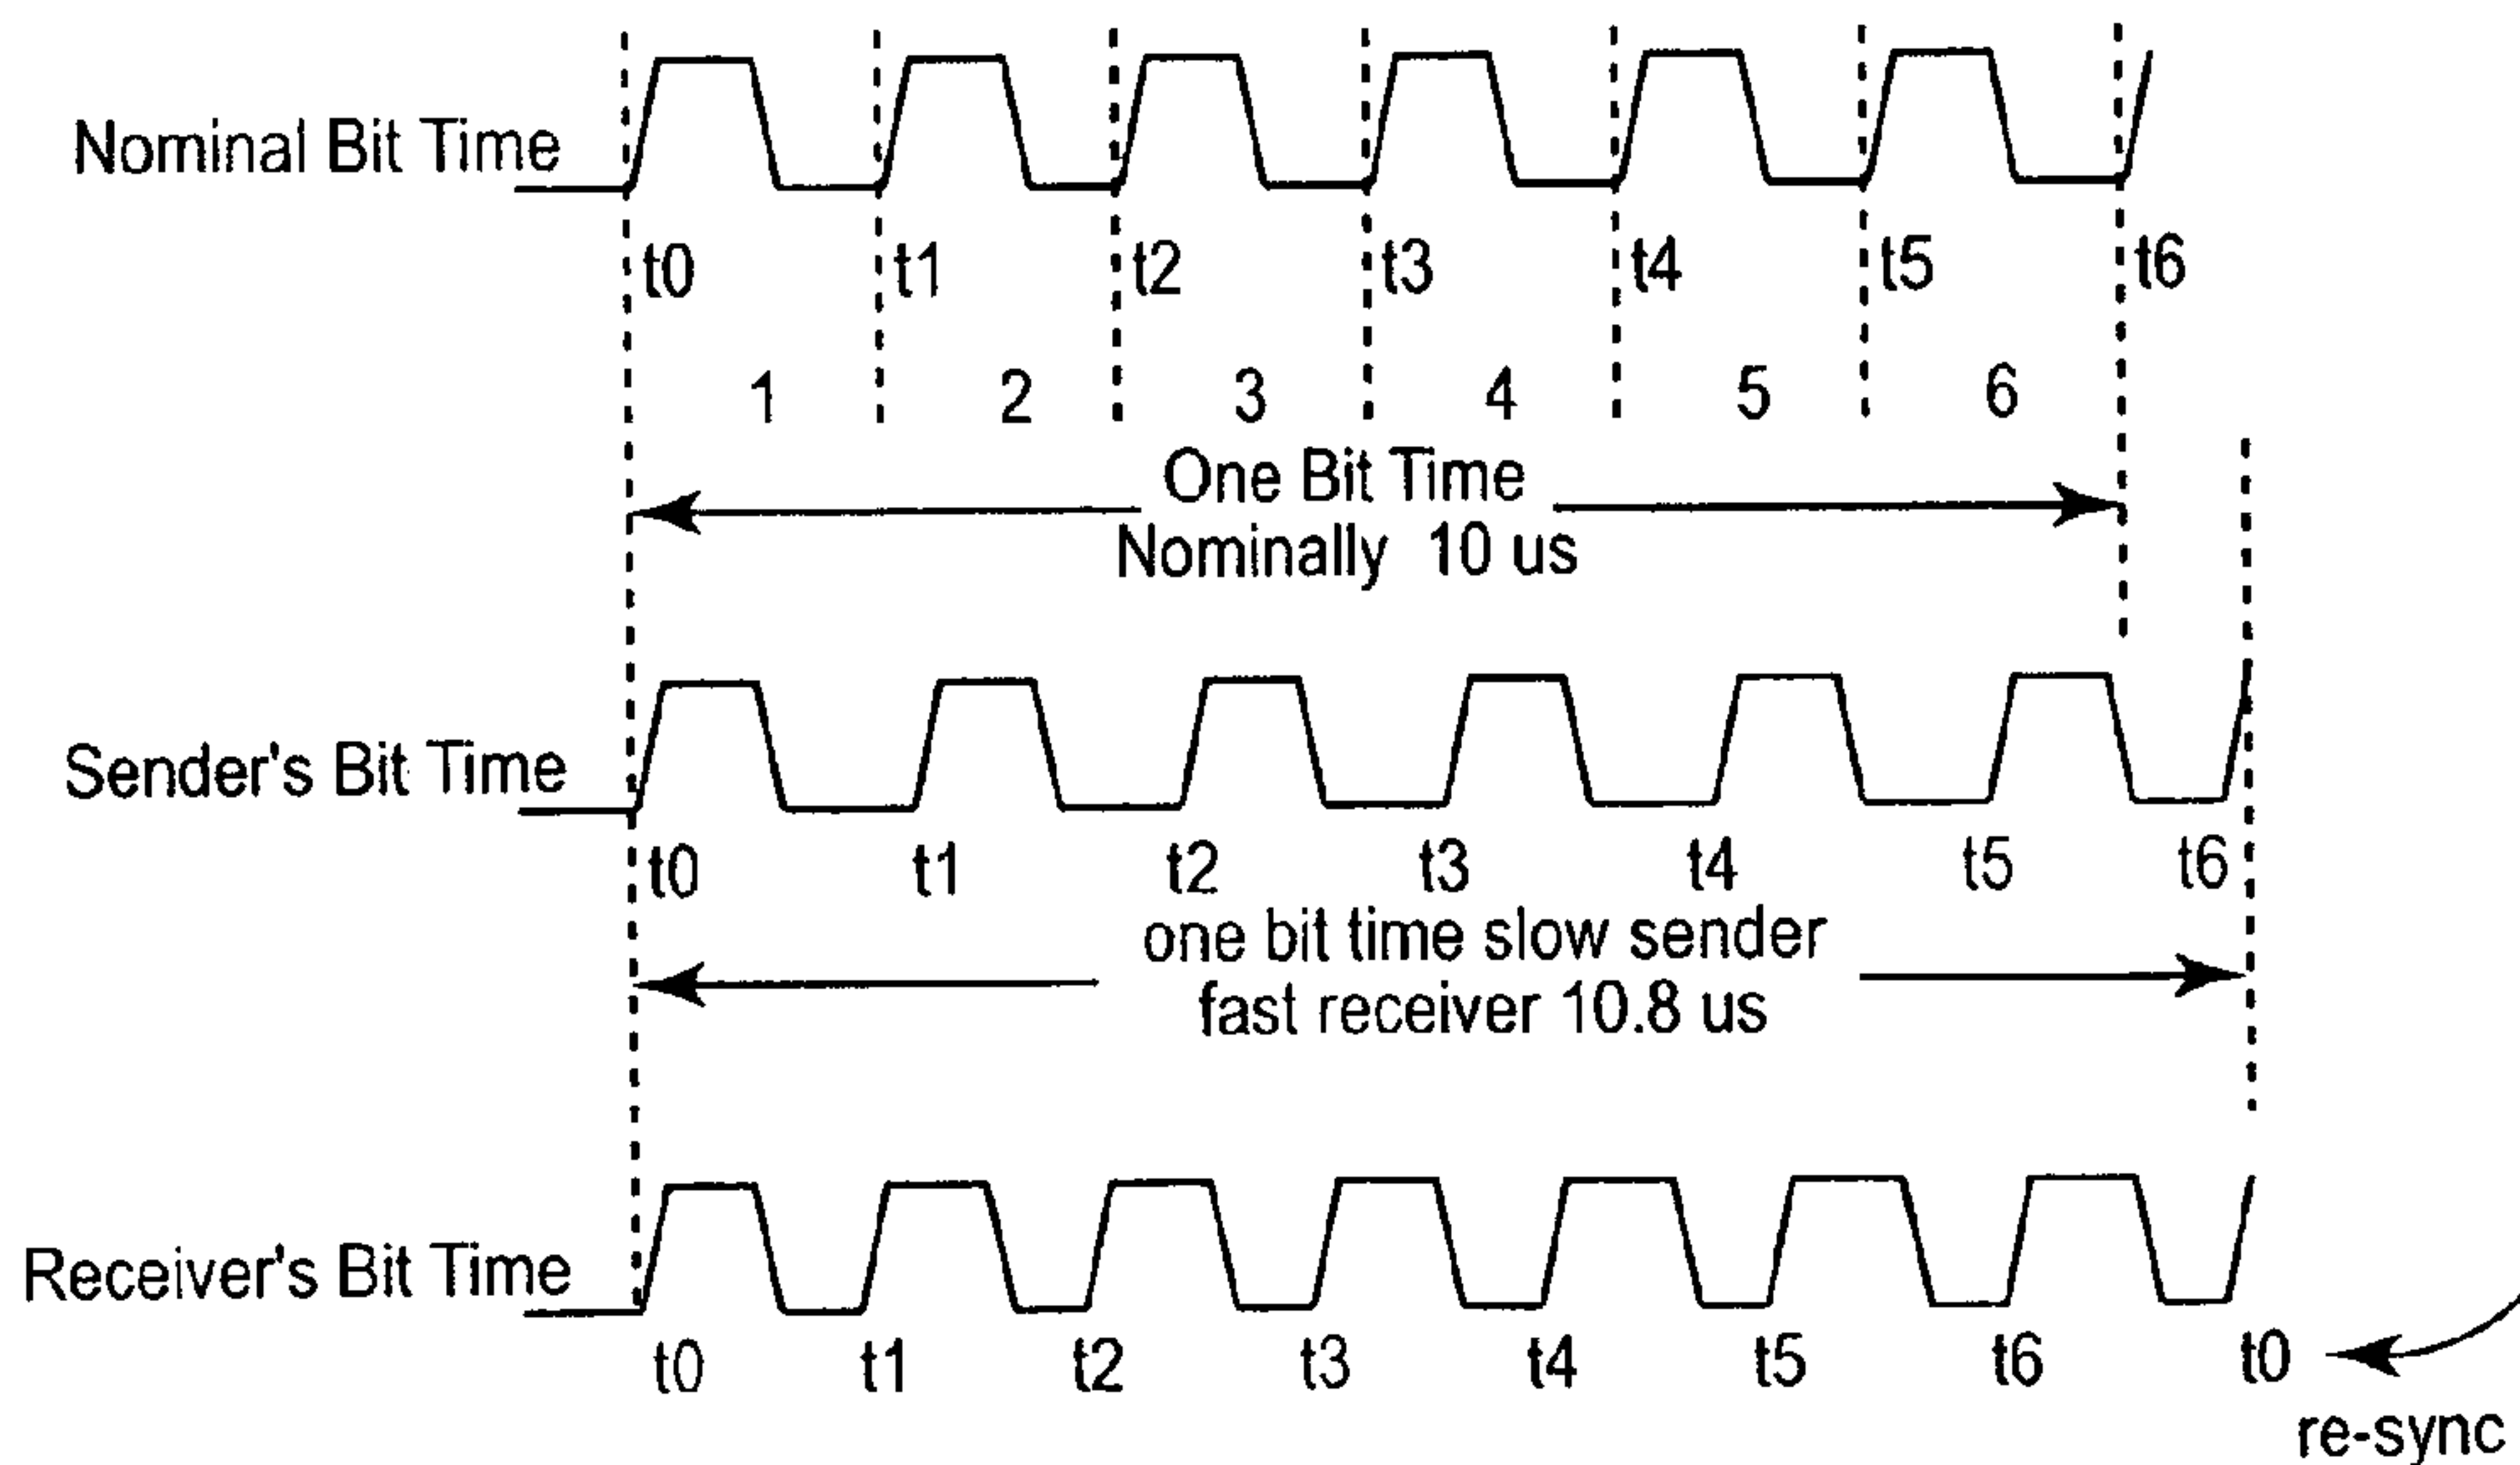 Nominal Bit Time
t0 t1 t2 t3 t4 t5 t6
1 2 3 4 5 6
One Bit Time
Nominally 10 us
Sender's Bit Time
t0 t1 t2 t3 t4 t5 t6
one bit time slow sender
fast receiver 10.8 us
Receiver's Bit Time
t0 t1 t2 t3 t4 t5 t6 t0
re-sync